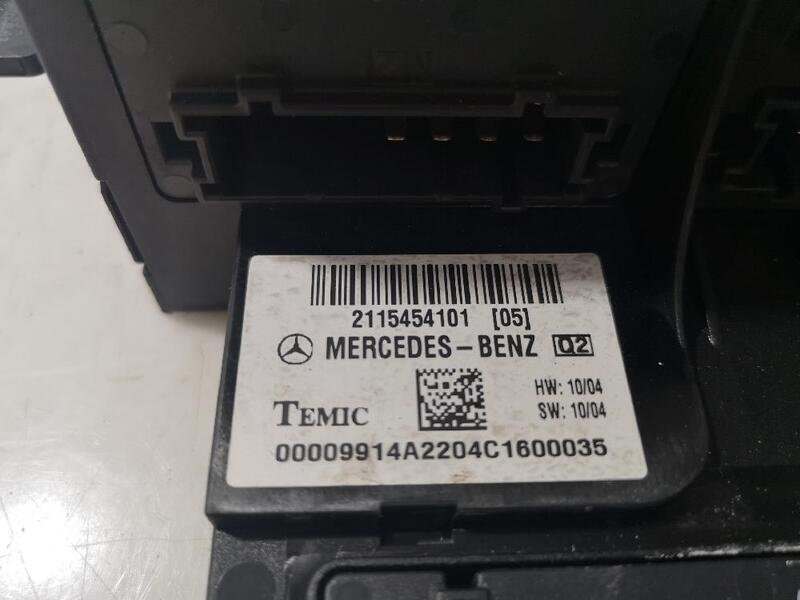 2115454101 [05]
MERCEDES-BENZ Q2
HW: 10/04
TEMIC
SW: 10/04
00009914A2204C1600035